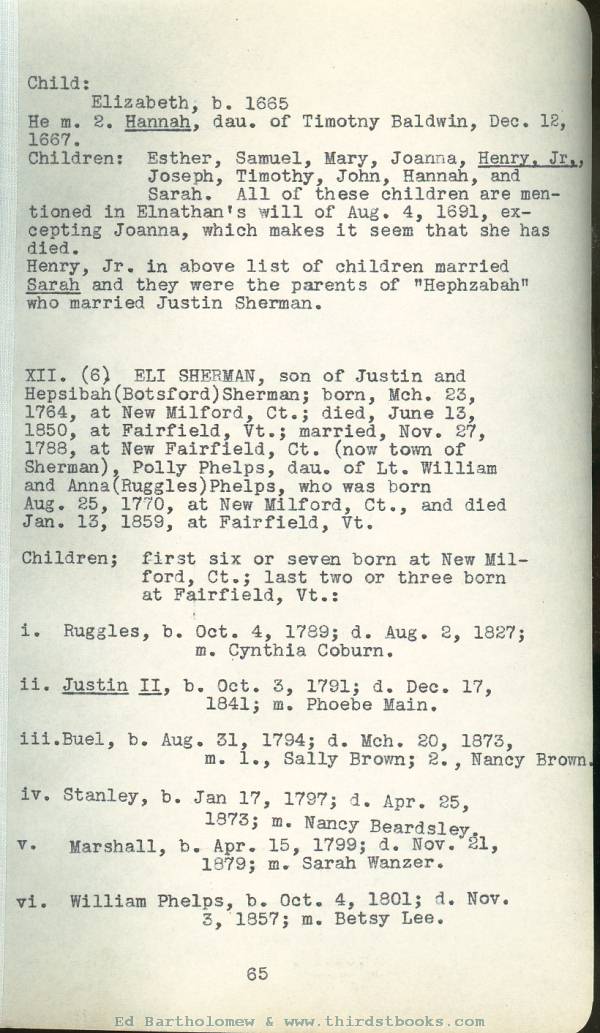 Child:
Elizabeth, b. 1665
He m. 2. Hannah, dau. of Timotny Baldwin, Dec. 12,
1667.
Children: Esther, Samuel, Mary, Joanna, Henry, Jr.,
Joseph, Timothy, John, Hannah, and
Sarah. All of these children are men-
tioned in Elnathan's will of Aug. 4, 1691, ex-
cepting Joanna, which makes it seem that she has
died.
Henry, Jr. in above list of children married
Sarah and they were the parents of "Hephzabah"
who married Justin Sherman.
XII. (6) ELI SHERMAN, son of Justin and
Hepsibah(Botsford)Sherman; born, Mch. 23,
1764, at New Milford, Ct.; died, June 13,
1850, at Fairfield, Vt.; married, Nov. 27,
1788, at New Fairfield, Ct. (now town of
Sherman), Polly Phelps, dau. of Lt. William
and Anna(Ruggles)Phelps, who was born
Aug. 25, 1770, at New Milford, Ct., and died
Jan. 13, 1859, at Fairfield, Vt.
Children; first six or seven born at New Mil-
ford, Ct.; last two or three born
at Fairfield, Vt.:
i. Ruggles, b. Oct. 4, 1789; d. Aug. 2, 1827;
m. Cynthia Coburn.
ii. Justin II, b. Oct. 3, 1791; d. Dec. 17,
1841; m. Phoebe Main.
iii.Buel, b. Aug. 31, 1794; d. Mch. 20, 1873,
m. 1., Sally Brown; 2., Nancy Brown.
iv. Stanley, b. Jan 17, 1797; d. Apr. 25,
1873; m. Nancy Beardsley.
v. Marshall, b. Apr. 15, 1799; d. Nov. 21,
1879; m. Sarah Wanzer.
vi. William Phelps, b. Oct. 4, 1801; d. Nov.
3, 1857; m. Betsy Lee.
65
Ed Bartholomew & www.thirdstbooks.com